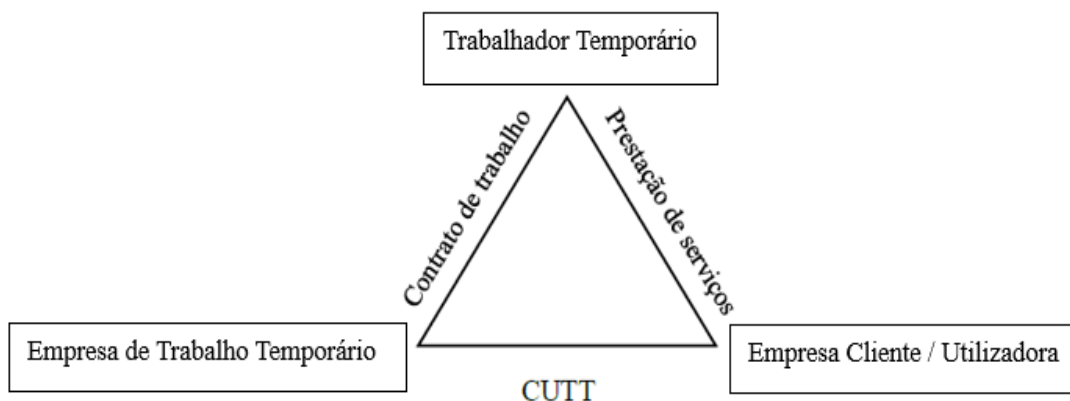 Trabalhador Temporário
Contrato de trabalho
Prestação de serviços
Empresa de Trabalho Temporário
Empresa Cliente / Utilizadora
CUTT